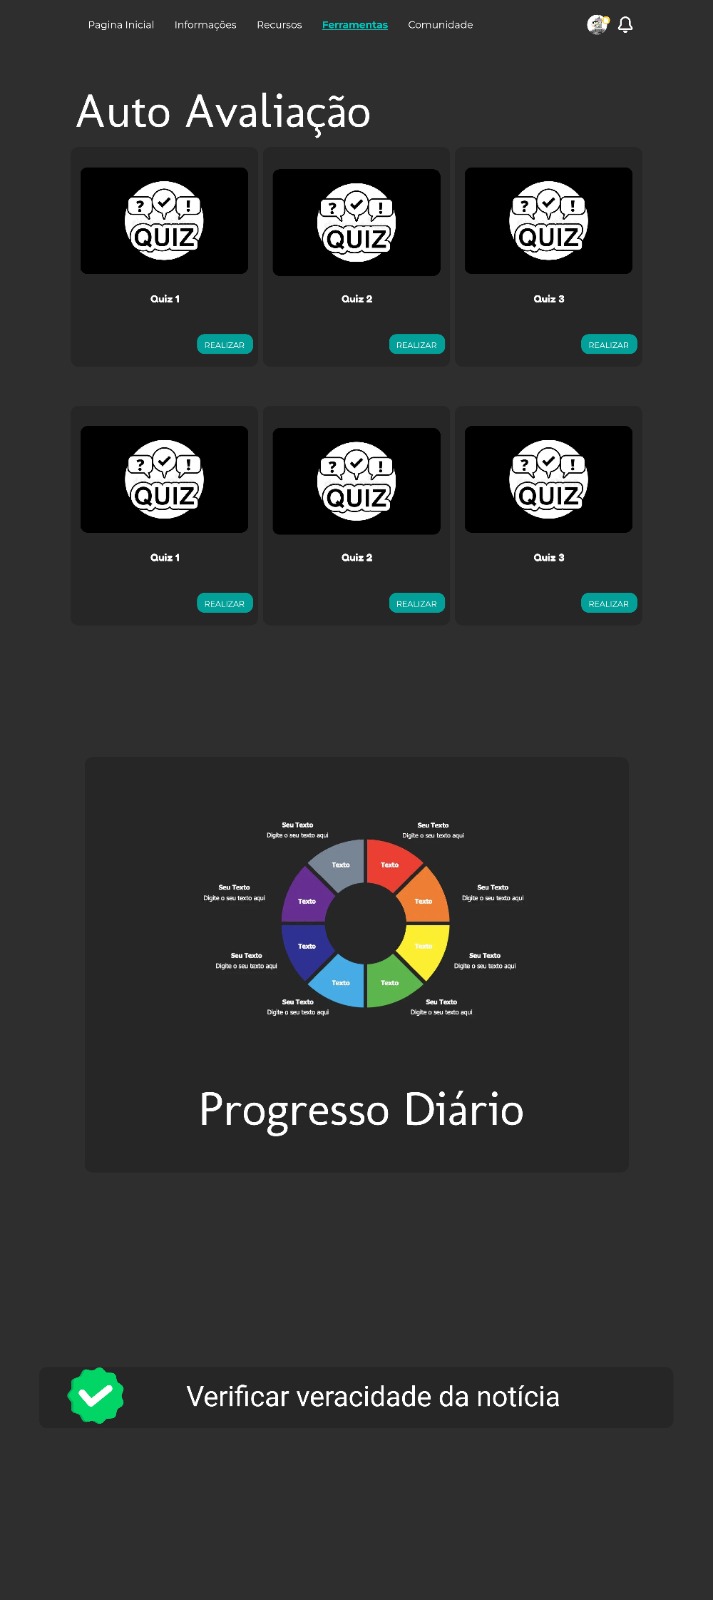 Pagina Inicial Informações Recursos Ferramentas Comunidade
Auto Avaliação
? !
QUIZ
Quiz 1
REALIZAR
? !
QUIZ
Quiz 2
REALIZAR
? !
QUIZ
Quiz 3
REALIZAR
? !
QUIZ
Quiz 1
REALIZAR
? !
QUIZ
Quiz 2
REALIZAR
? !
QUIZ
Quiz 3
REALIZAR
Seu Texto
Digite o seu texto aqui
Seu Texto
Digite o seu texto aqui
Texto
Texto
Seu Texto
Digite o seu texto aqui
Seu Texto
Digite o seu texto aqui
Texto
Texto
Texto
Texto
Seu Texto
Digite o seu texto aqui
Seu Texto
Digite o seu texto aqui
Texto
Texto
Seu Texto
Digite o seu texto aqui
Seu Texto
Digite o seu texto aqui
Progresso Diário
Verificar veracidade da notícia